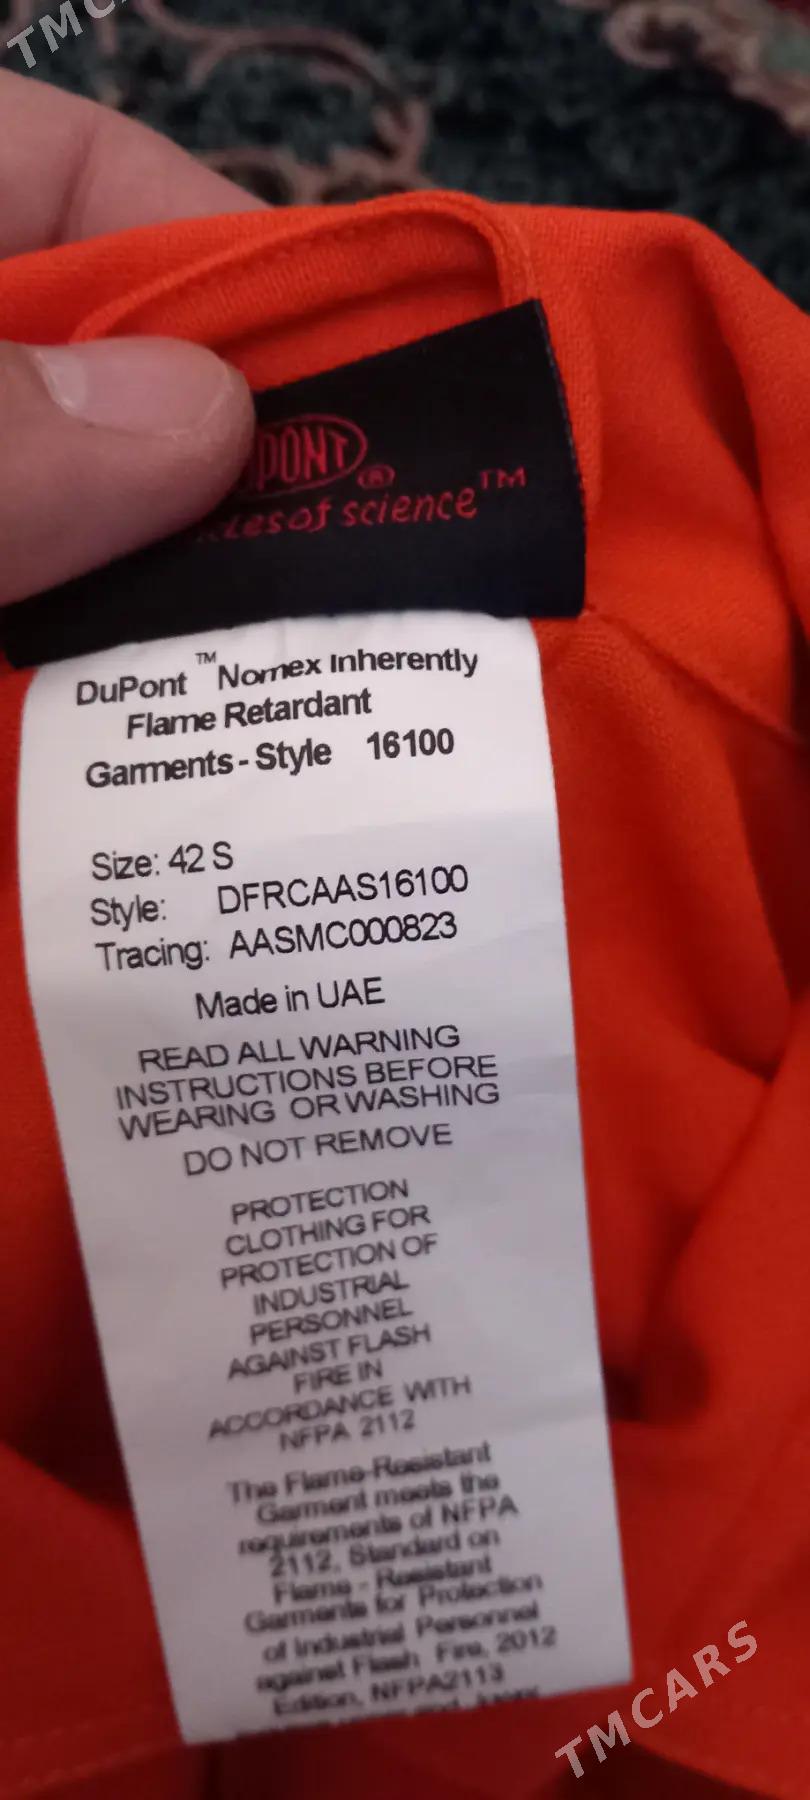 TMC
PONT®
of science™
DuPont ™ Nomex Inherently
Flame Retardant
Garments - Style 16100
Size: 42 S
Style: DFRCAAS16100
Tracing: AASMC000823
Made in UAE
READ ALL WARNING
INSTRUCTIONS BEFORE
WEARING OR WASHING
DO NOT REMOVE
PROTECTION
CLOTHING FOR
PROTECTION OF
INDUSTRIAL
PERSONNEL
AGAINST FLASH
FIRE IN
ACCORDANCE WITH
NFPA 2112
The Flame-Resistant
Garment meets the
requirements of NFPA
2112, Standard on
Flame - Resistant
Garments for Protection
of Industrial Personnel
against Flash Fire, 2012
Edition, NFPA2113
TMCARS